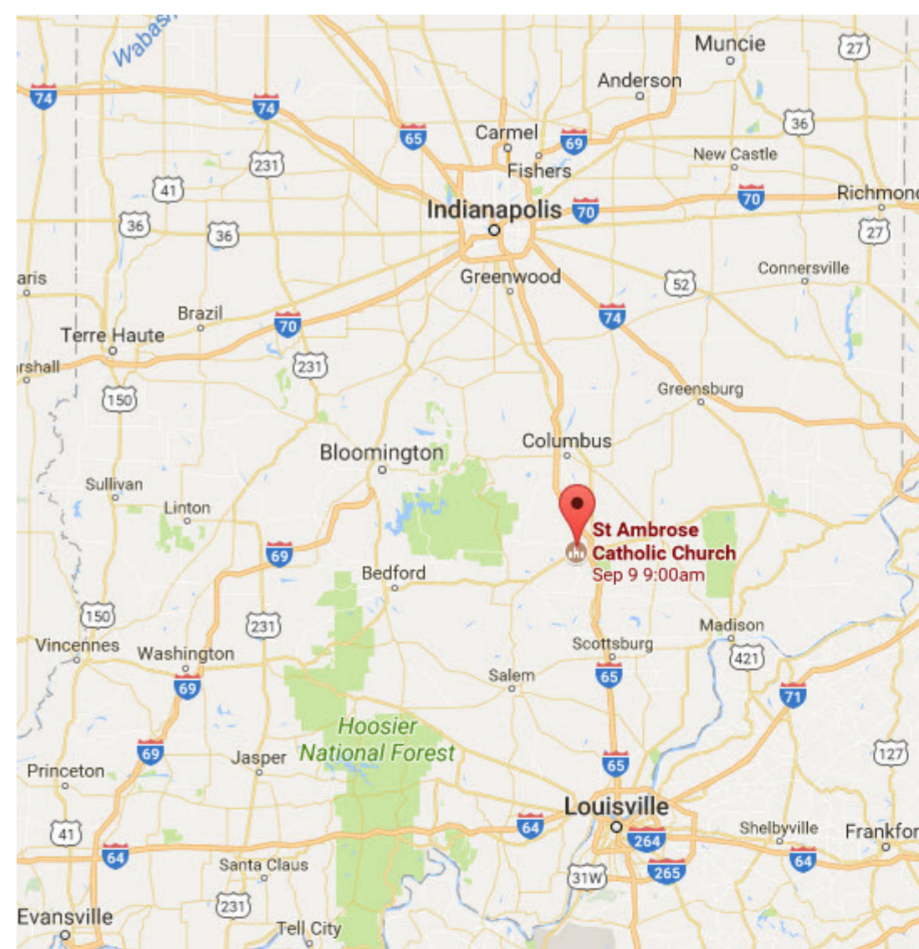 Wabash
Muncie
27
Anderson
74
74
65
Carmel
69
36
Fishers
New Castle
231
41
70
Richmond
Indianapolis
70
36
36
27
Greenwood
52
Connersville
aris
Brazil
70
74
Terre Haute
231
rshall
150
Greensburg
Columbus
Bloomington
Sullivan
Linton
St Ambrose
Catholic Church
Sep 9 9:00am
69
Bedford
150
231
Madison
Vincennes
Washington
Scottsburg
421
69
Salem
65
71
Hoosier
National Forest
69
Jasper
65
127
Princeton
Louisville
41
64
264
Shelbyville
Frankfor
64
64
Santa Claus
31W
265
231
Evansville
Tell City